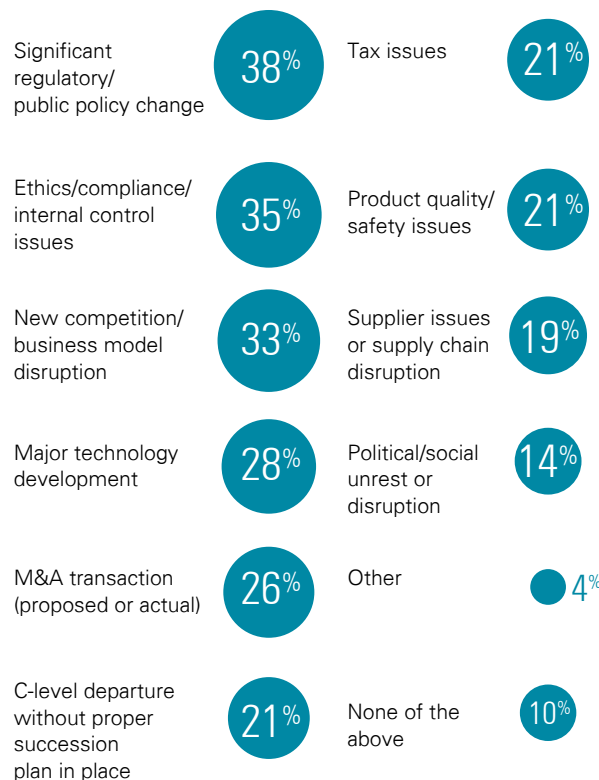 Significant
regulatory/
public policy change
38%
Ethics/compliance/
internal control
issues
35%
New competition/
business model
disruption
33%
Major technology
development
28%
M&A transaction
(proposed or actual)
26%
C-level departure
without proper
succession
plan in place
21%
Tax issues
21%
Product quality/
safety issues
21%
Supplier issues
or supply chain
disruption
19%
Political/social
unrest or
disruption
14%
Other
4%
None of the
above
10%